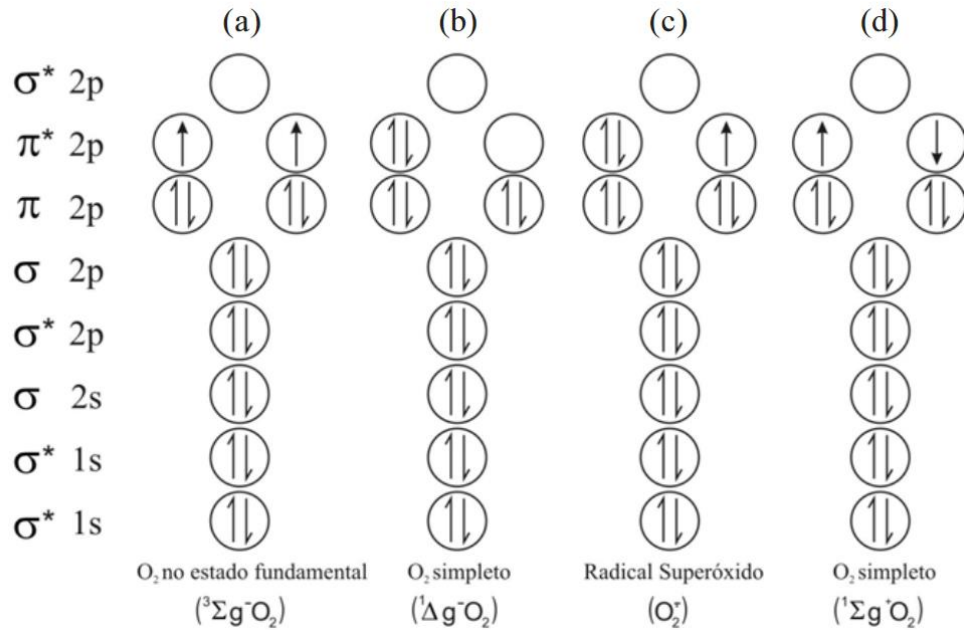 (a) (b) (c) (d)
σ* 2p
π* 2p
π 2p
σ 2p
σ* 2p
σ 2s
σ* 1s
σ* 1s
O₂ no estado fundamental O₂ simpleto Radical Superóxido O₂ simpleto
(³Σg⁻O₂) (¹Δg⁻O₂) (O₂⁻) (¹Σg⁺O₂)